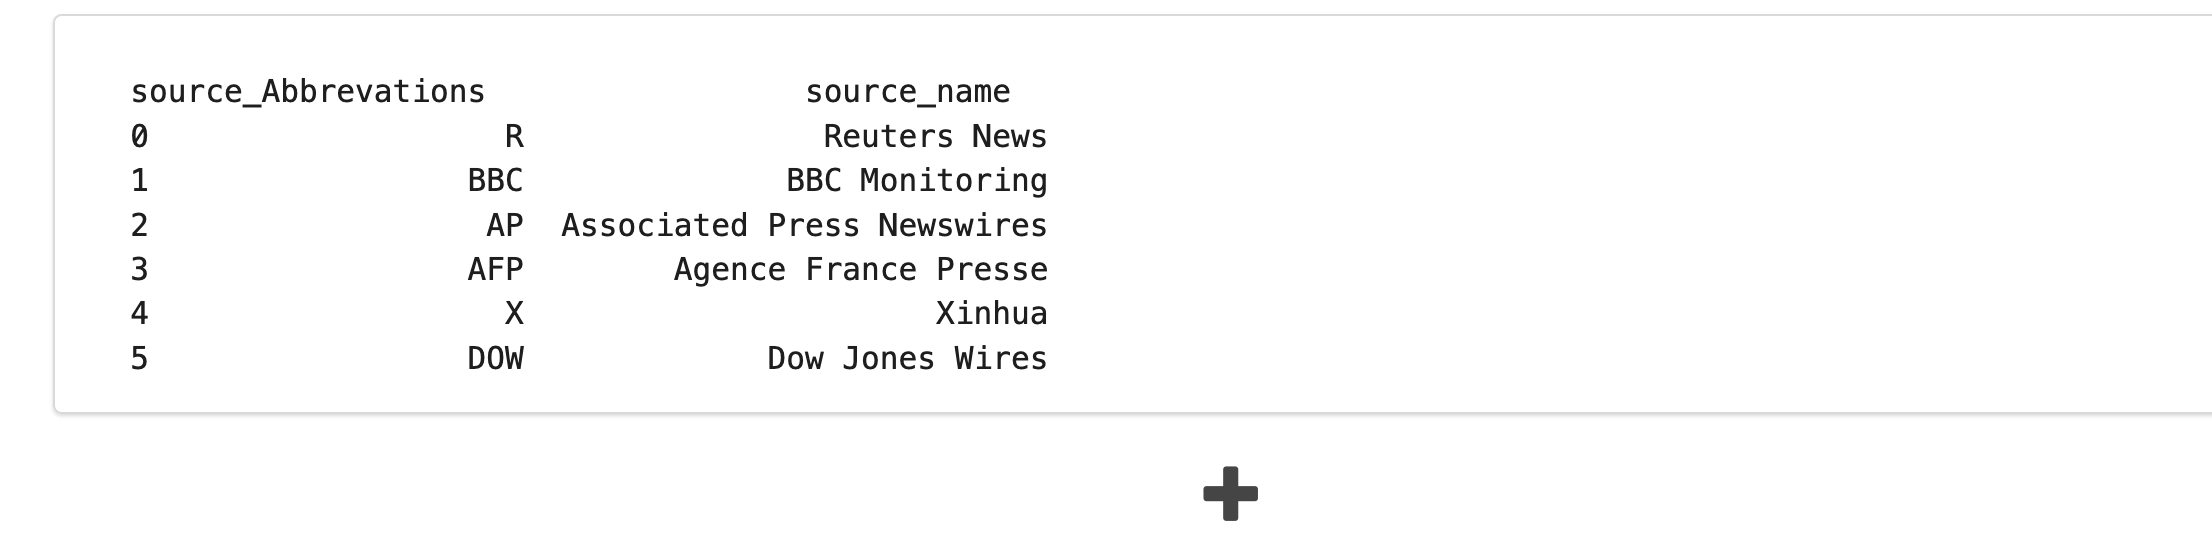 source_Abbrevations source_name
0 R Reuters News
1 BBC BBC Monitoring
2 AP Associated Press Newswires
3 AFP Agence France Presse
4 X Xinhua
5 DOW Dow Jones Wires